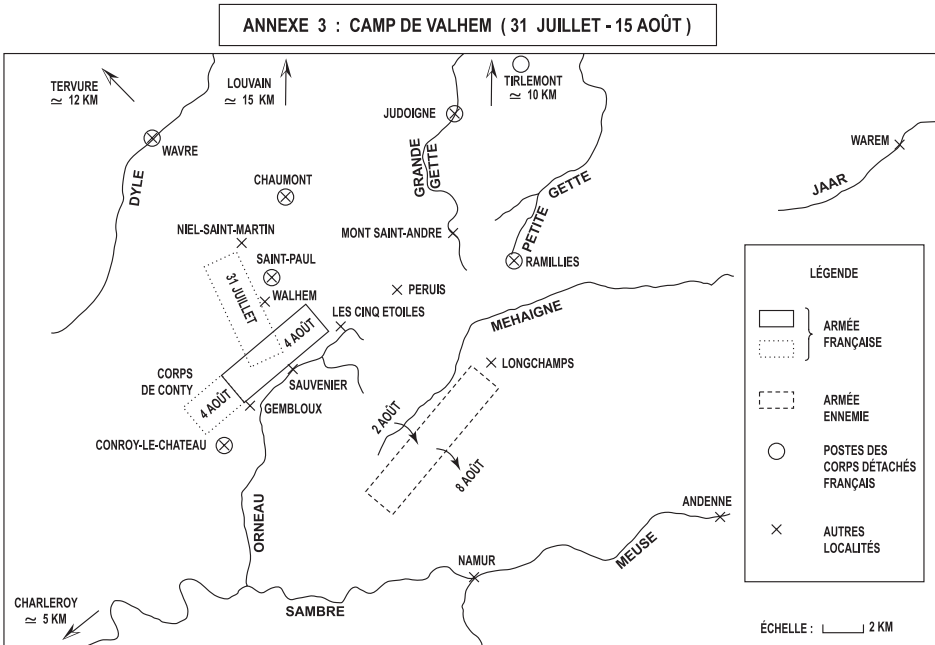 ANNEXE 3 : CAMP DE VALHEM ( 31 JUILLET - 15 AOÛT )
TERVURE
≃ 12 KM
LOUVAIN
≃ 15 KM
TIRLEMONT
≃ 10 KM
JUDOIGNE
WAVRE
WAREM
DYLE
CHAUMONT
GRANDE
GETTE
PETITE
GETTE
JAAR
NIEL-SAINT-MARTIN
MONT SAINT-ANDRE
SAINT-PAUL
RAMILLIES
31 JUILLET
WALHEM
PERUIS
LES CINQ ETOILES
MEHAIGNE
4 AOÛT
LONGCHAMPS
CORPS
DE CONTY
4 AOÛT
SAUVENIER
GEMBLOUX
2 AOÛT
CONROY-LE-CHATEAU
8 AOÛT
ORNEAU
ANDENNE
NAMUR
MEUSE
SAMBRE
CHARLEROY
≃ 5 KM
LÉGENDE
ARMÉE
FRANÇAISE
ARMÉE
ENNEMIE
POSTES DES
CORPS DÉTACHÉS
FRANÇAIS
AUTRES
LOCALITÉS
ÉCHELLE : 2 KM